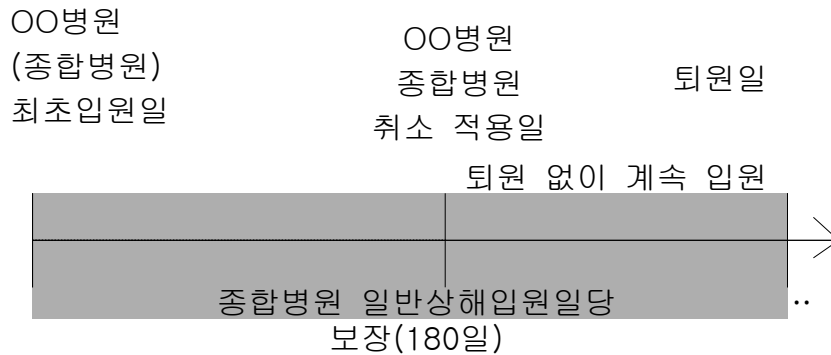 OO병원
(종합병원)
최초입원일
OO병원
종합병원
취소 적용일
퇴원일
퇴원 없이 계속 입원
종합병원 일반상해입원일당
보장(180일)
..